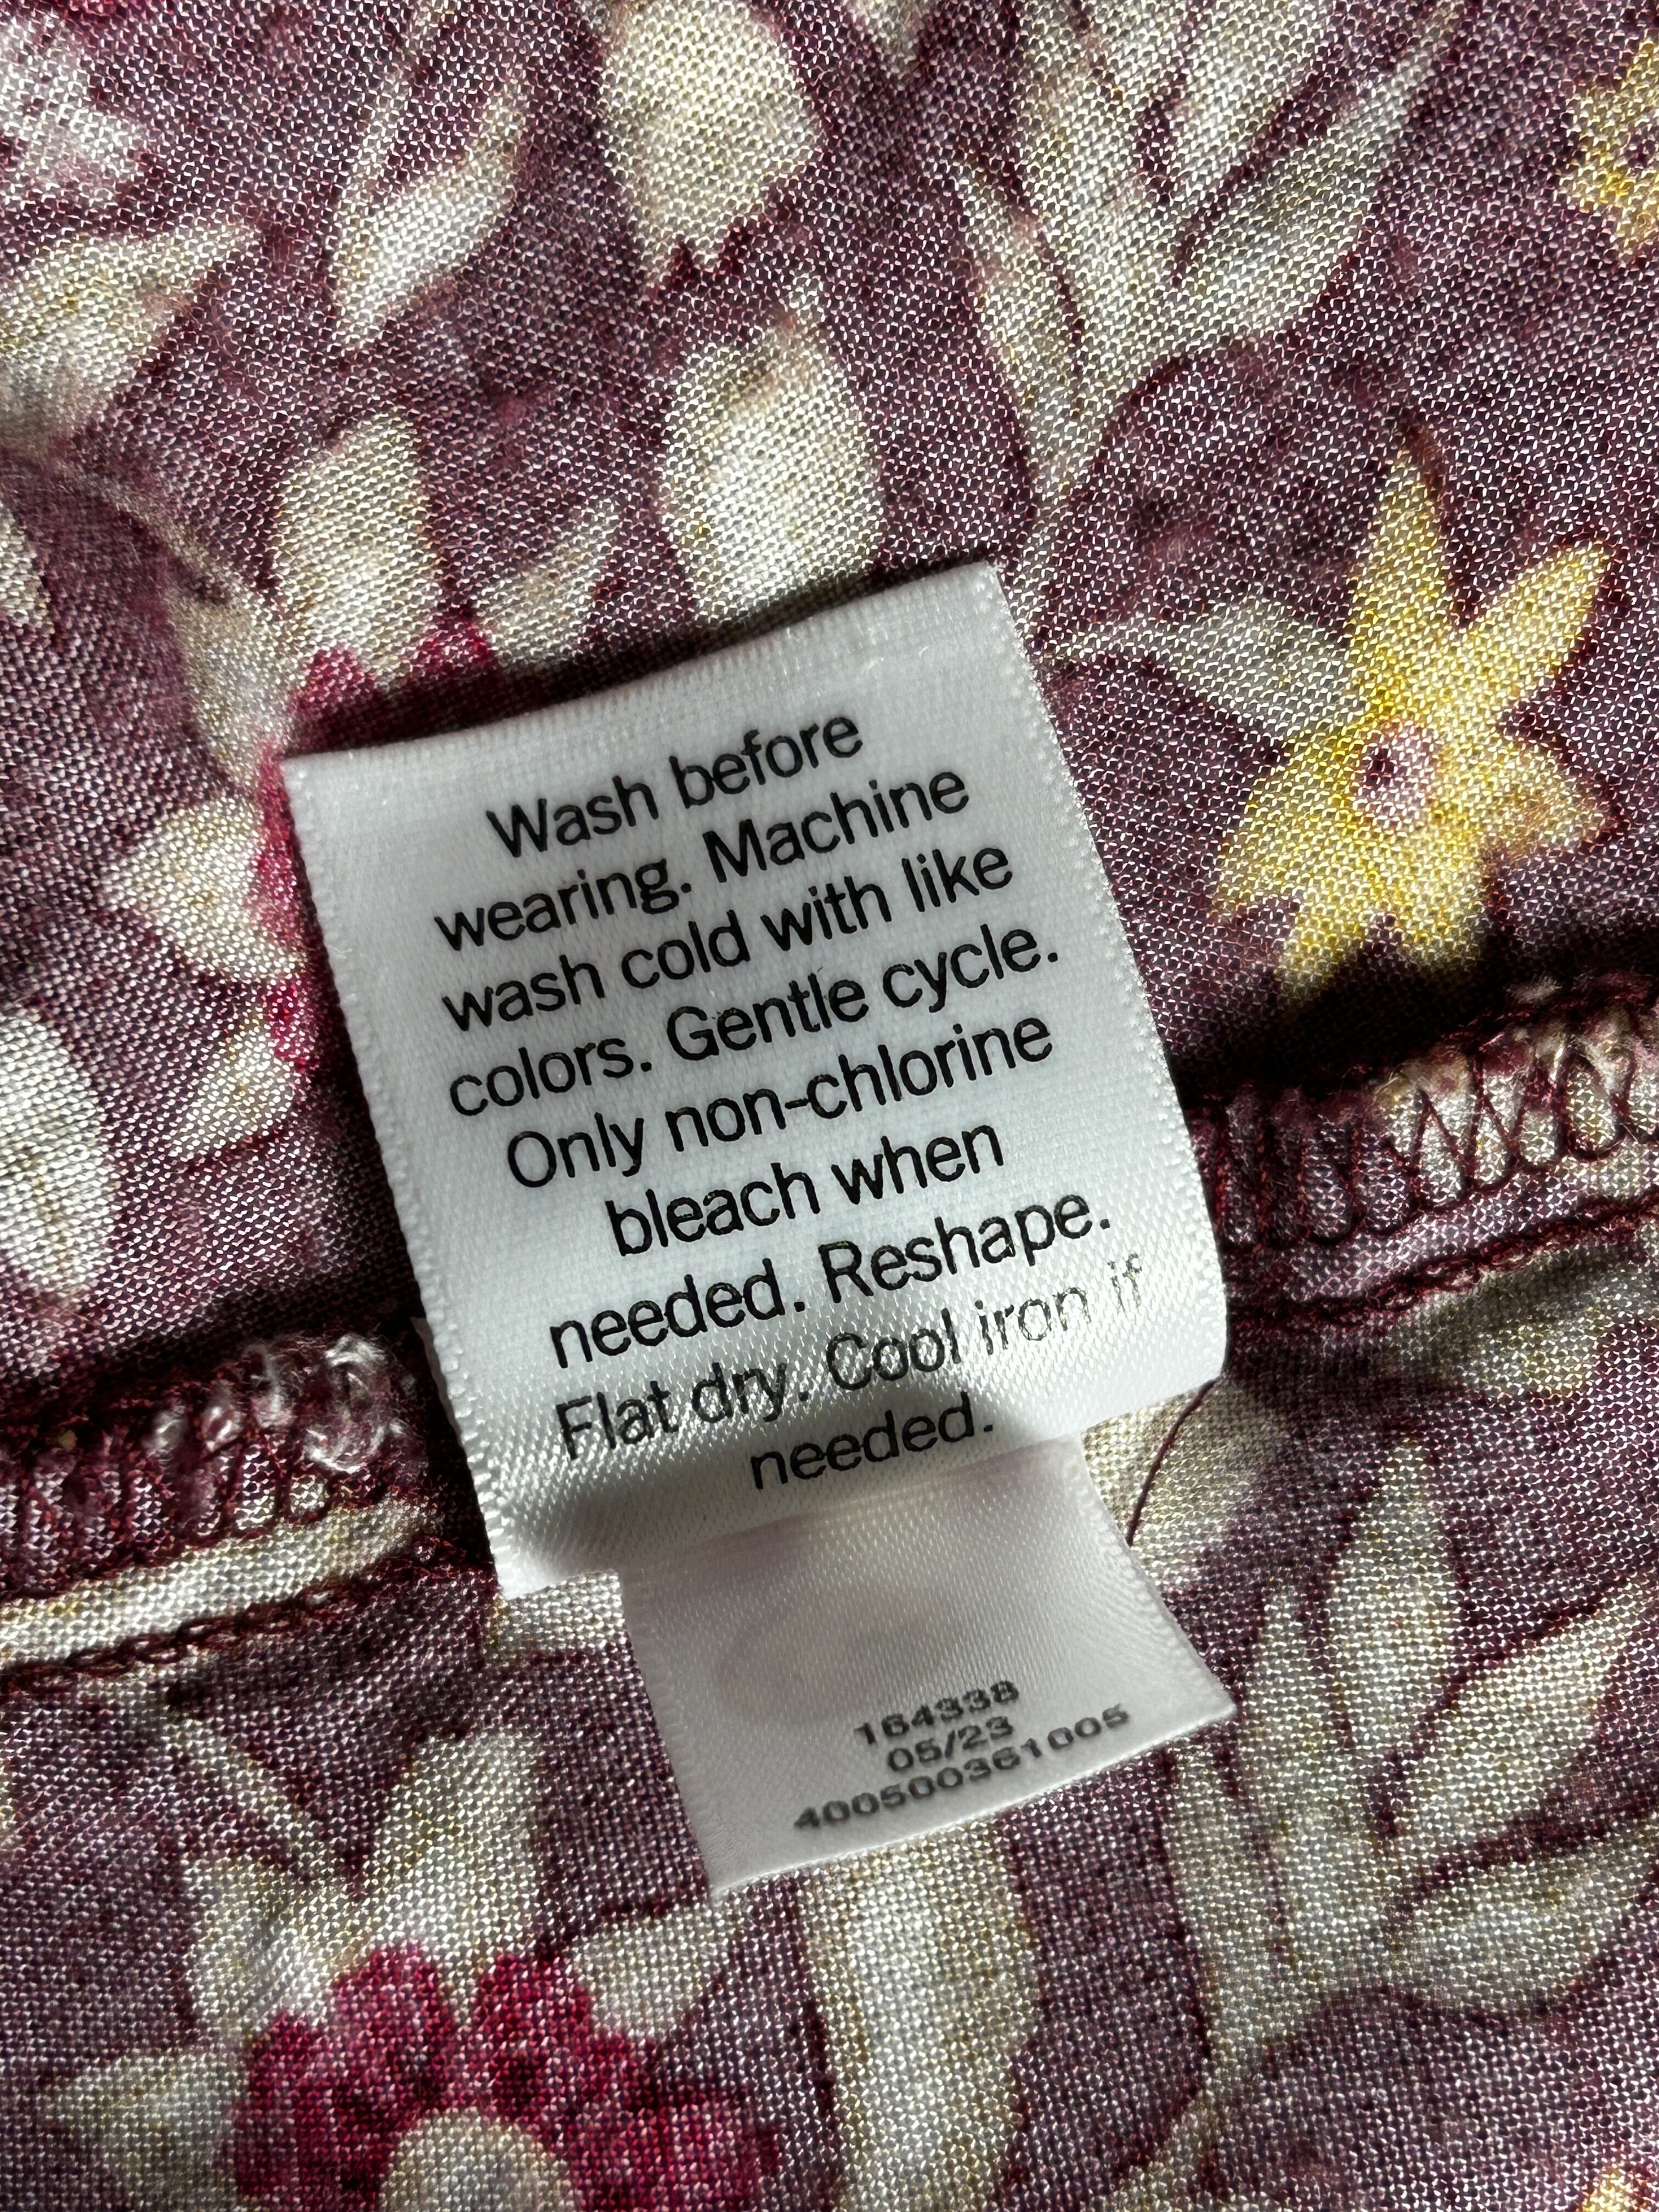 Wash before
wearing. Machine
wash cold with like
colors. Gentle cycle.
Only non-chlorine
bleach when
needed. Reshape.
Flat dry. Cool iron if
needed.
164338
05/23
400500361005